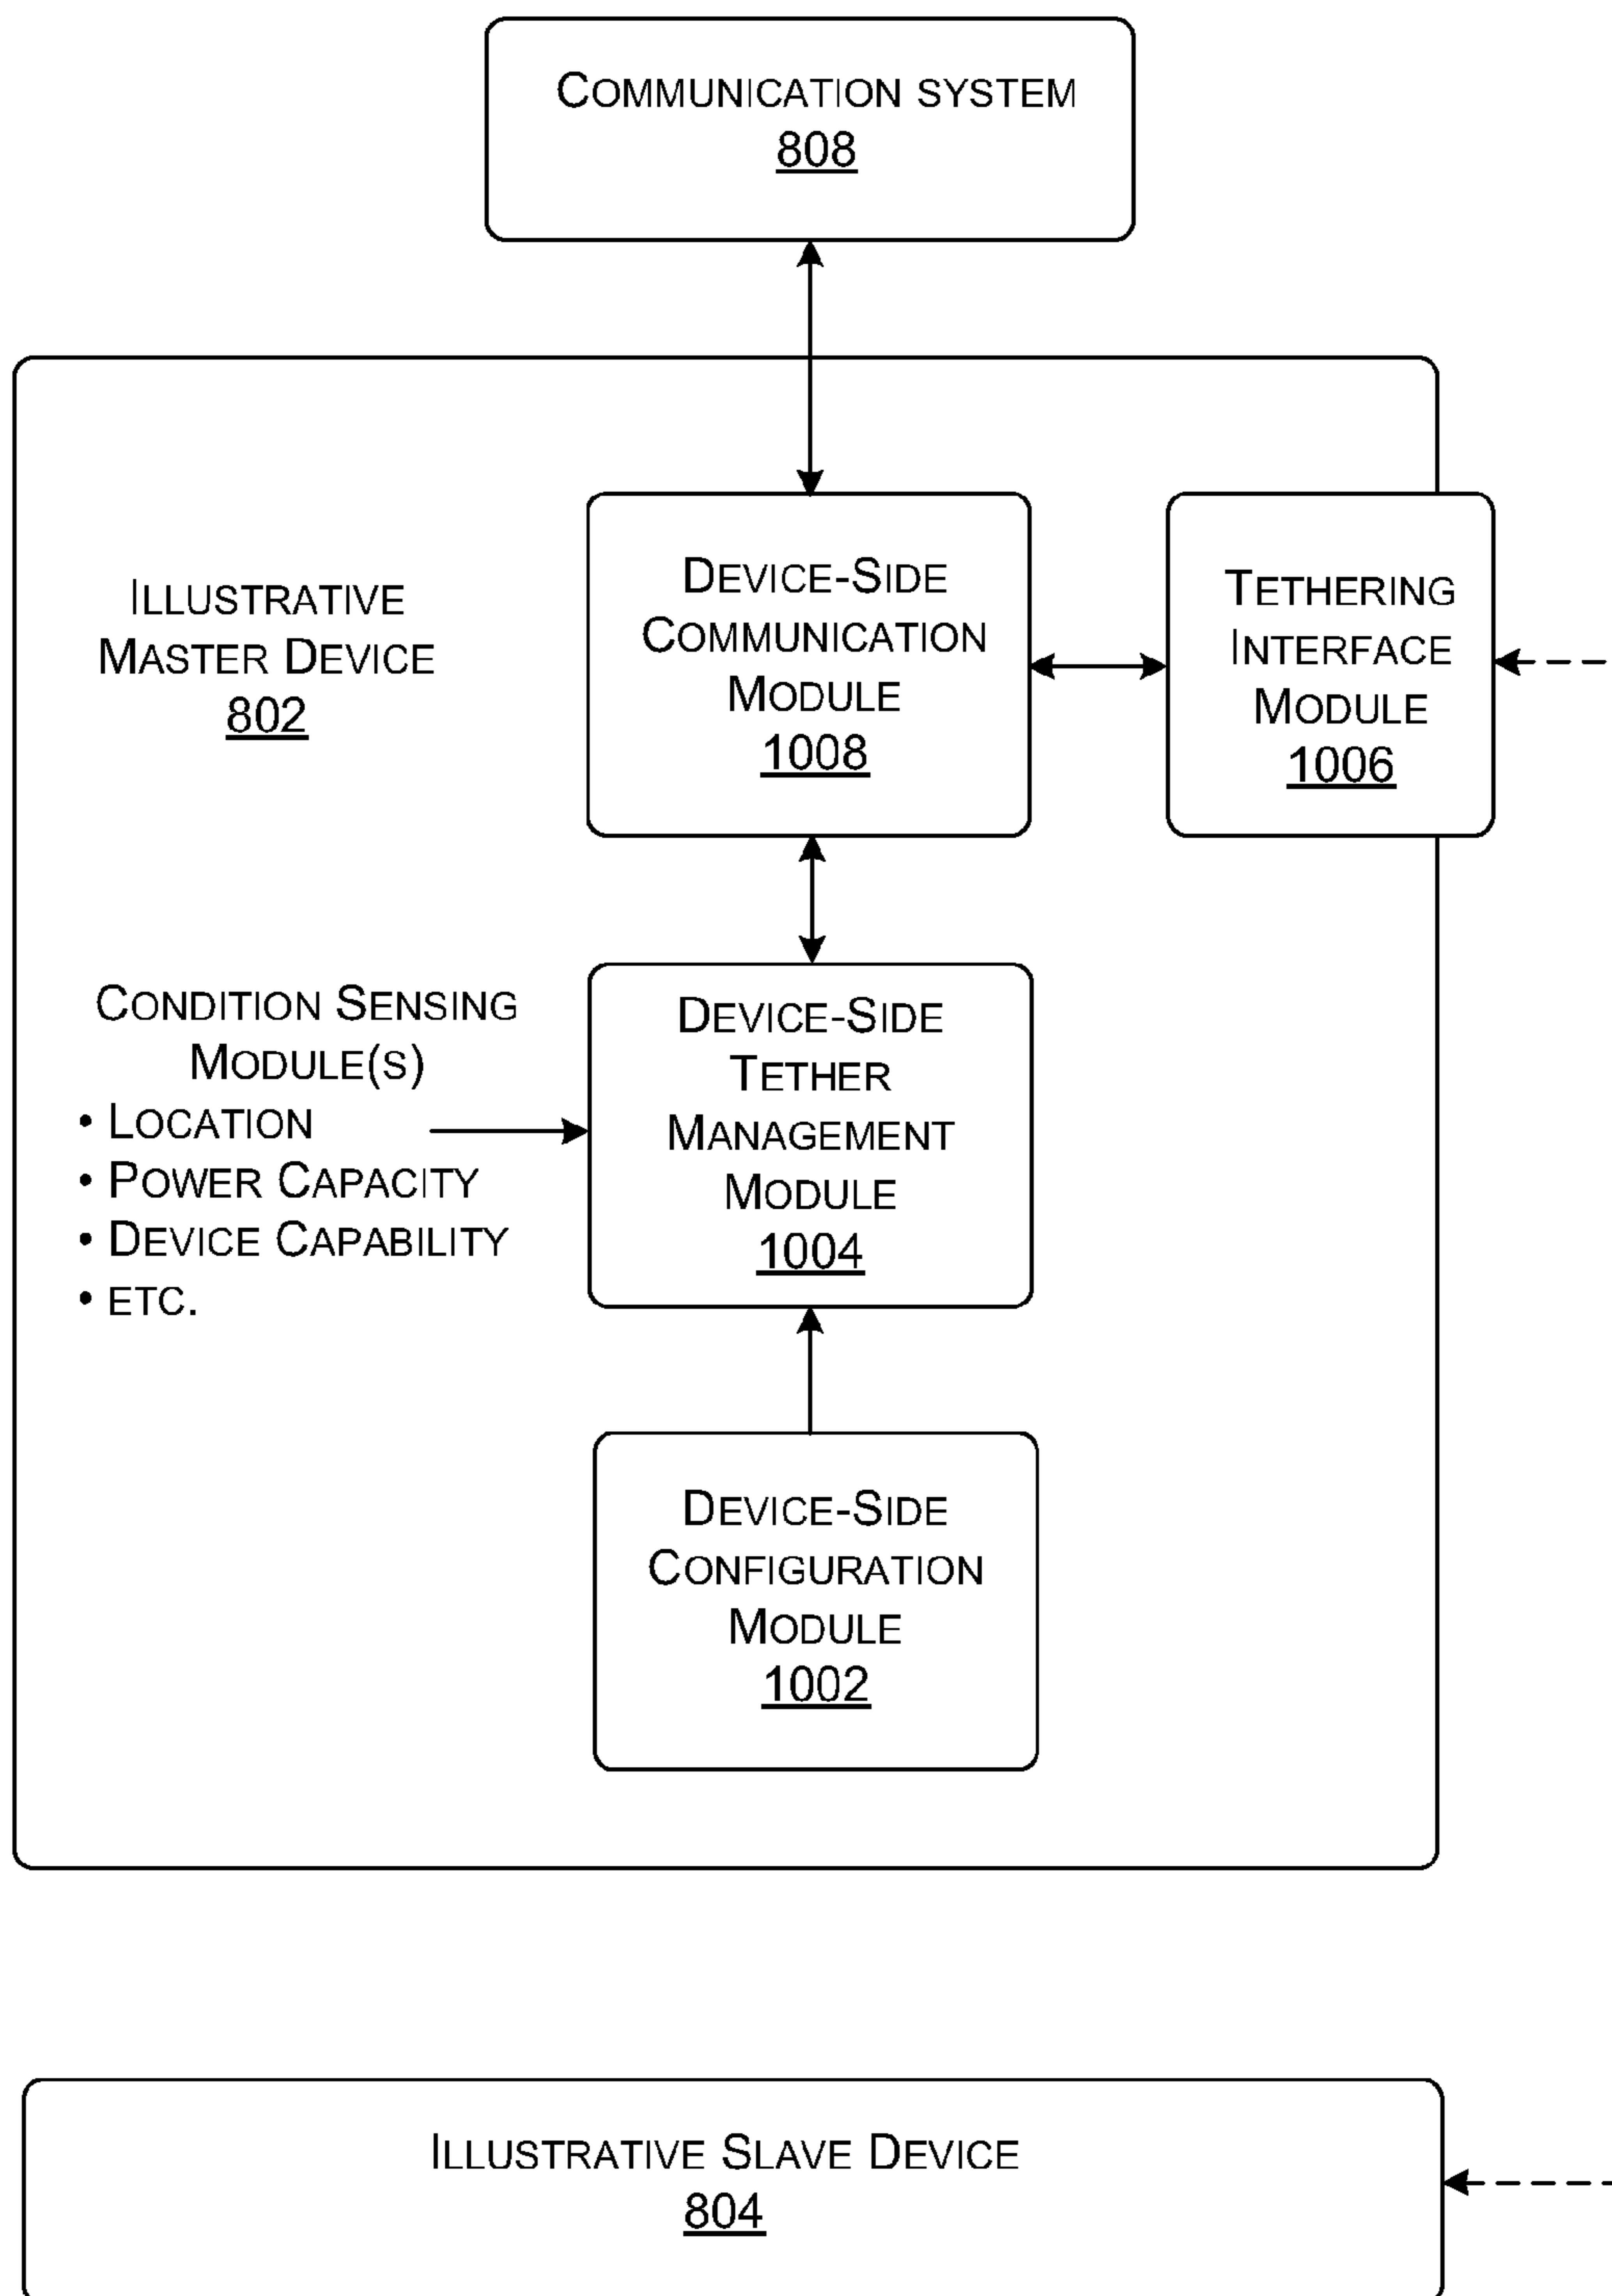 COMMUNICATION SYSTEM
808
ILLUSTRATIVE
MASTER DEVICE
802
DEVICE-SIDE
COMMUNICATION
MODULE
1008
TETHERING
INTERFACE
MODULE
1006
CONDITION SENSING
MODULE(S)
• LOCATION
• POWER CAPACITY
• DEVICE CAPABILITY
• ETC.
DEVICE-SIDE
TETHER
MANAGEMENT
MODULE
1004
DEVICE-SIDE
CONFIGURATION
MODULE
1002
ILLUSTRATIVE SLAVE DEVICE
804